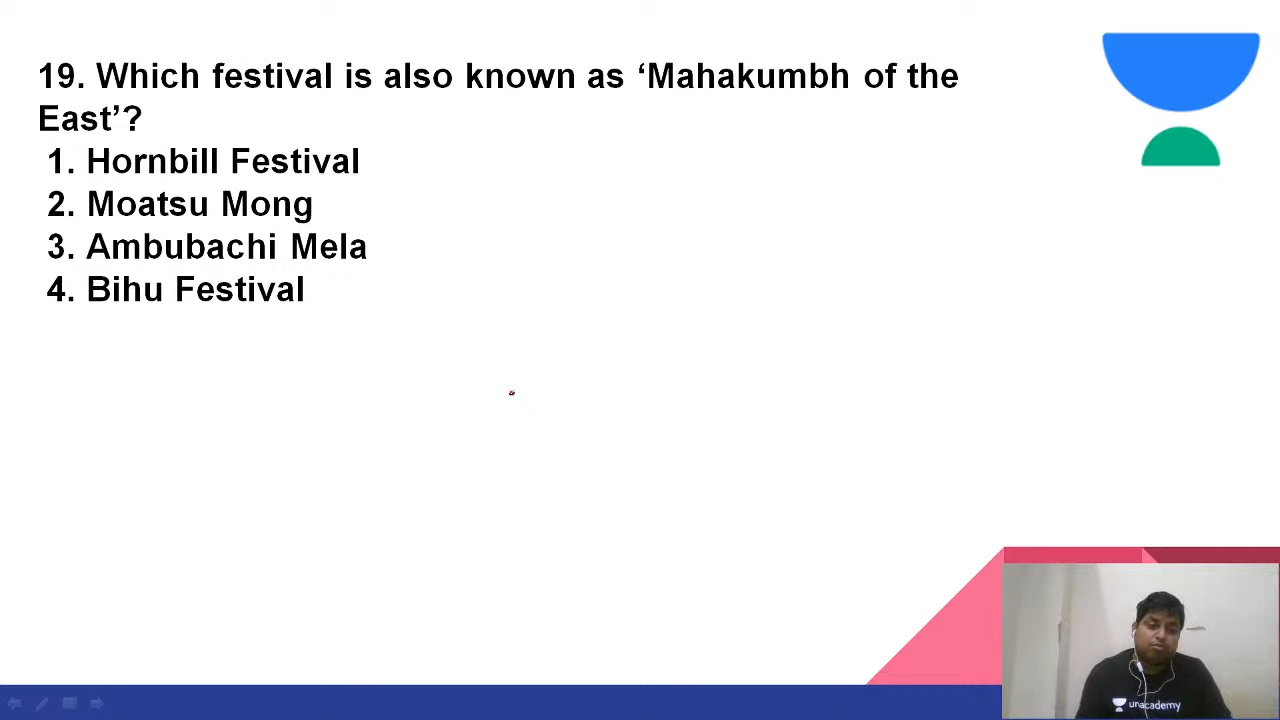 19. Which festival is also known as ‘Mahakumbh of the
East’?
1. Hornbill Festival
2. Moatsu Mong
3. Ambubachi Mela
4. Bihu Festival
unacademy